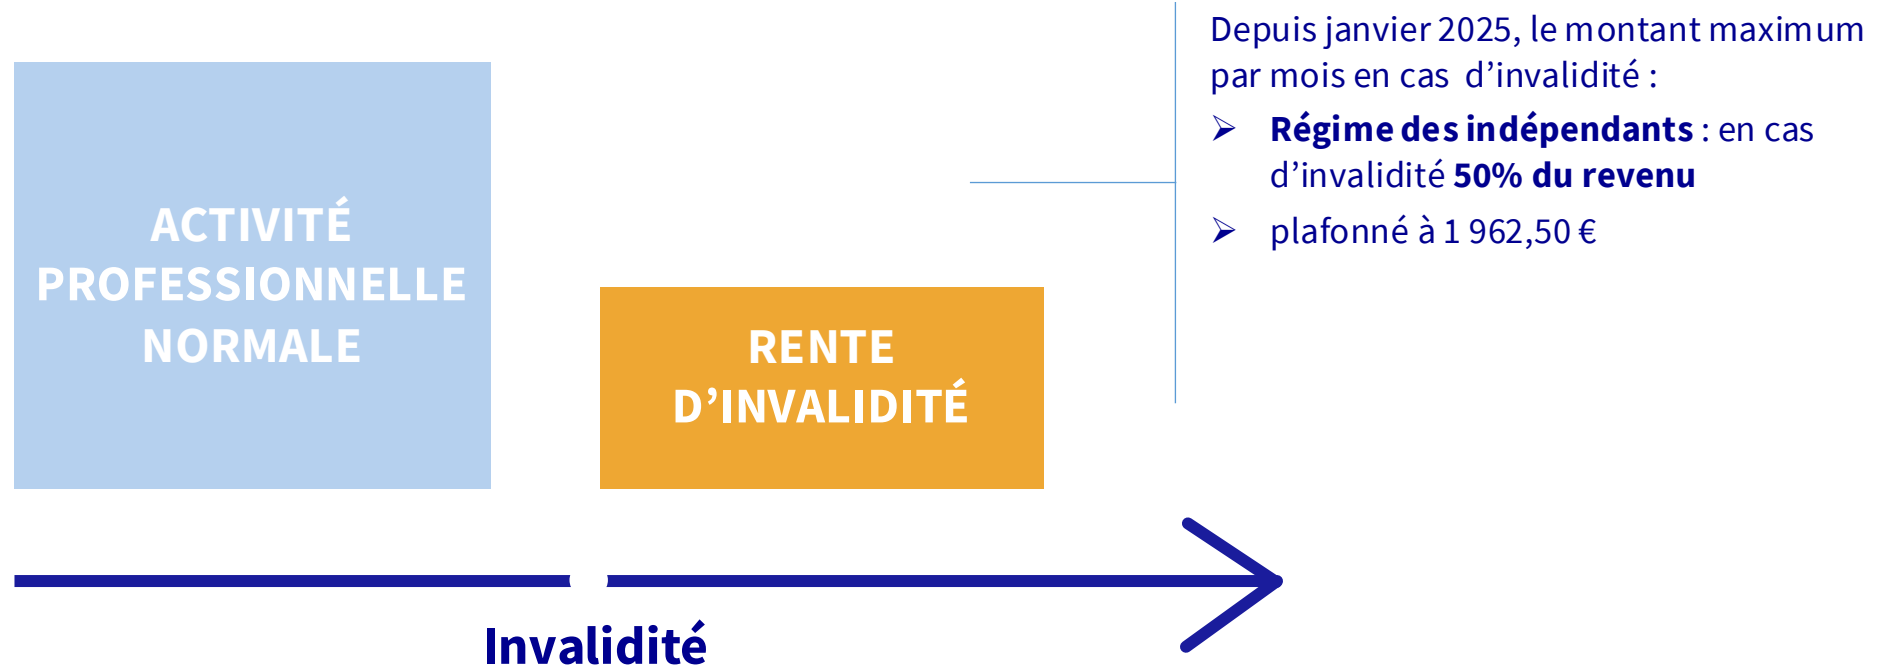 Depuis janvier 2025, le montant maximum
par mois en cas d’invalidité :
➢ Régime des indépendants : en cas
d’invalidité 50% du revenu
➢ plafonné à 1 962,50 €
ACTIVITÉ
PROFESSIONNELLE
NORMALE
RENTE
D’INVALIDITÉ
Invalidité